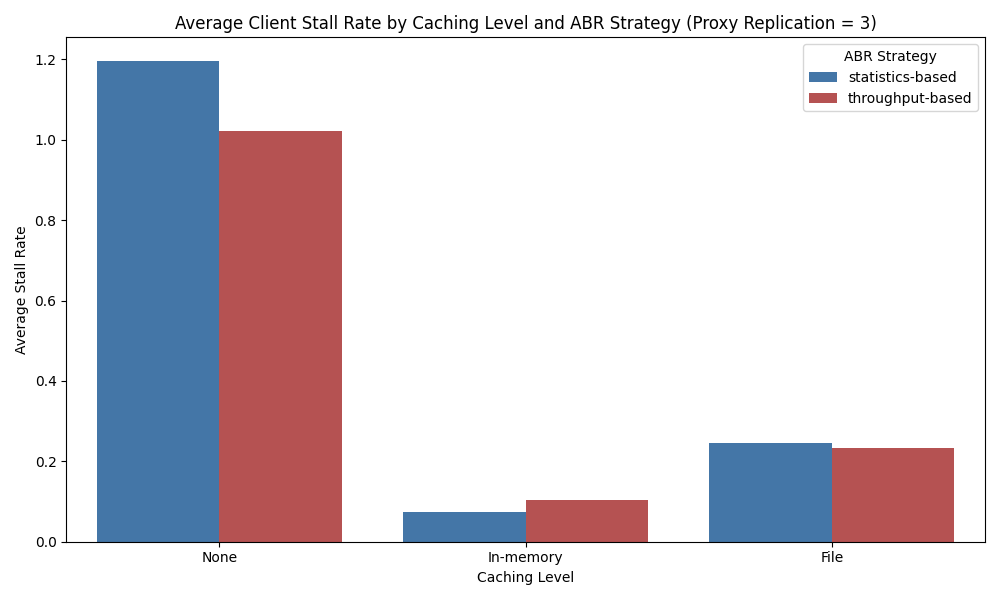 Average Client Stall Rate by Caching Level and ABR Strategy (Proxy Replication = 3)
ABR Strategy
statistics-based
throughput-based
Average Stall Rate
1.2
1.0
0.8
0.6
0.4
0.2
0.0
None
In-memory
File
Caching Level